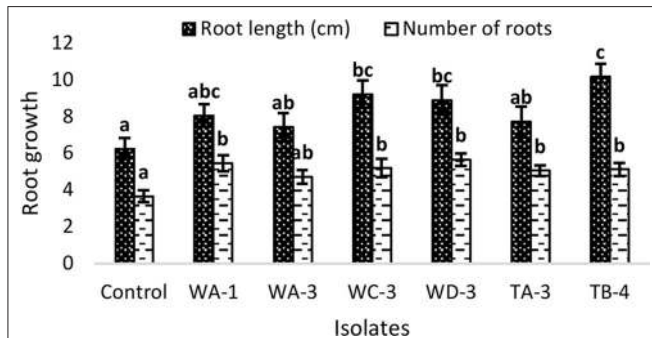 12
10
8
6
4
2
0
Root growth
Root length (cm) Number of roots
a a abc b ab ab bc b bc b ab b c b
Control WA-1 WA-3 WC-3 WD-3 TA-3 TB-4
Isolates